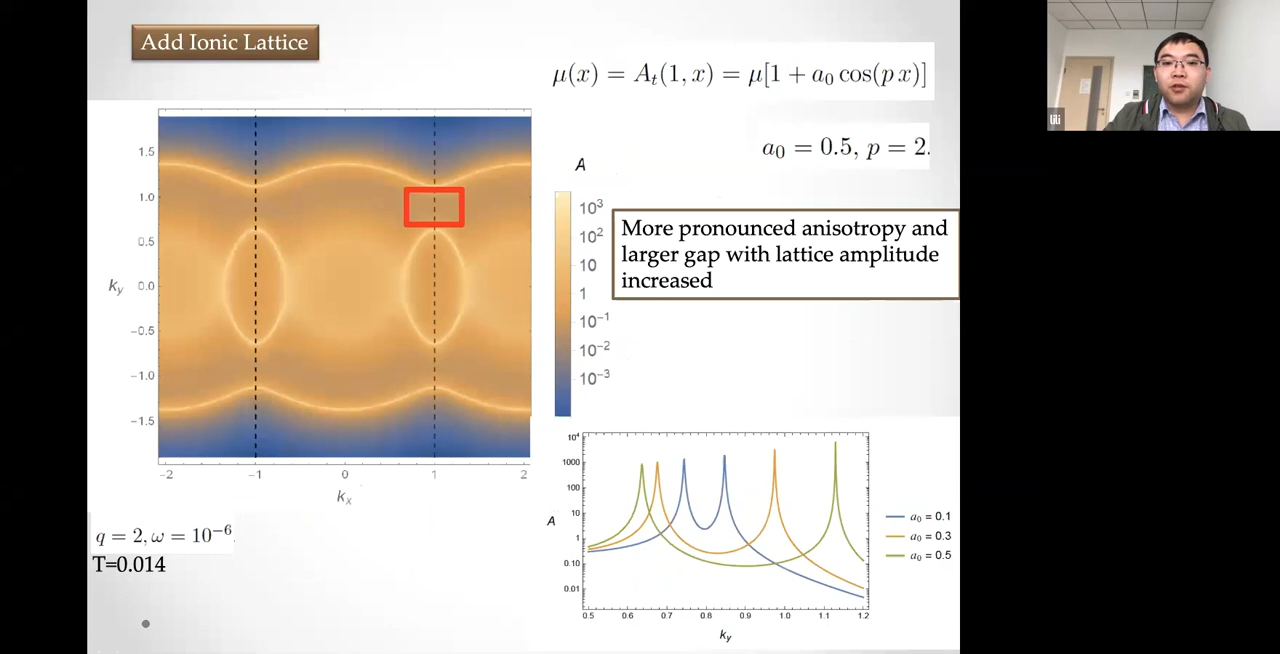 Add Ionic Lattice
μ(x) = A_t(1, x) = μ[1 + a_0 cos(p x)]
a_0 = 0.5, p = 2.
lili
A
10^3
10^2
10
1
10^-1
10^-2
10^-3
More pronounced anisotropy and
larger gap with lattice amplitude
increased
k_y
1.5
1.0
0.5
0.0
-0.5
-1.0
-1.5
-2 -1 0 1 2
k_x
q = 2, ω = 10^-6.
T=0.014
A
10^4
1000
100
10
1
0.10
0.01
0.5 0.6 0.7 0.8 0.9 1.0 1.1 1.2
k_y
a_0 = 0.1
a_0 = 0.3
a_0 = 0.5